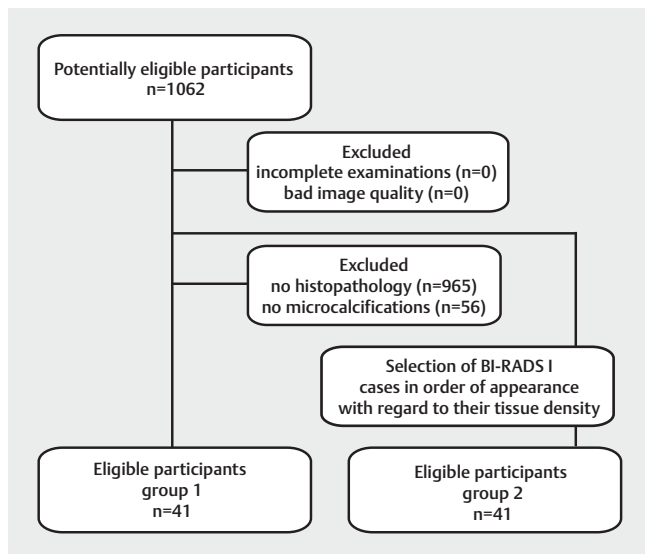 Potentially eligible participants
n=1062
Excluded
incomplete examinations (n=0)
bad image quality (n=0)
Excluded
no histopathology (n=965)
no microcalcifications (n=56)
Selection of BI-RADS I
cases in order of appearance
with regard to their tissue density
Eligible participants
group 1
n=41
Eligible participants
group 2
n=41